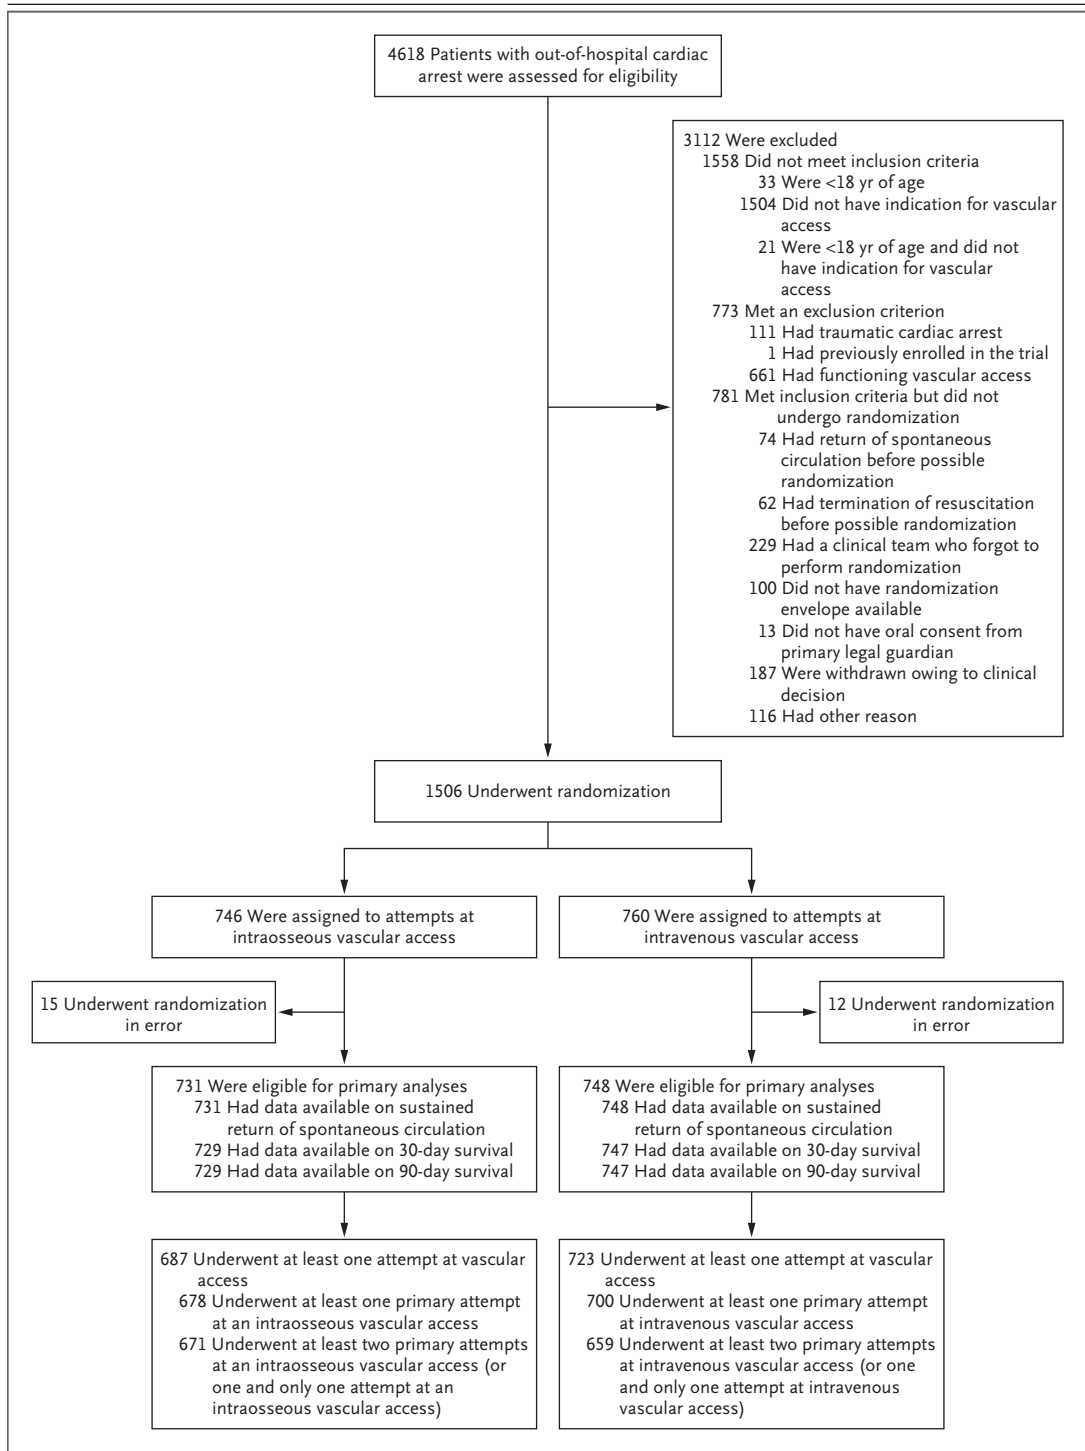 4618 Patients with out-of-hospital cardiac
arrest were assessed for eligibility
3112 Were excluded
1558 Did not meet inclusion criteria
33 Were <18 yr of age
1504 Did not have indication for vascular
access
21 Were <18 yr of age and did not
have indication for vascular
access
773 Met an exclusion criterion
111 Had traumatic cardiac arrest
1 Had previously enrolled in the trial
661 Had functioning vascular access
781 Met inclusion criteria but did not
undergo randomization
74 Had return of spontaneous
circulation before possible
randomization
62 Had termination of resuscitation
before possible randomization
229 Had a clinical team who forgot to
perform randomization
100 Did not have randomization
envelope available
13 Did not have oral consent from
primary legal guardian
187 Were withdrawn owing to clinical
decision
116 Had other reason
1506 Underwent randomization
746 Were assigned to attempts at
intraosseous vascular access
760 Were assigned to attempts at
intravenous vascular access
15 Underwent randomization
in error
12 Underwent randomization
in error
731 Were eligible for primary analyses
731 Had data available on sustained
return of spontaneous circulation
729 Had data available on 30-day survival
729 Had data available on 90-day survival
748 Were eligible for primary analyses
748 Had data available on sustained
return of spontaneous circulation
747 Had data available on 30-day survival
747 Had data available on 90-day survival
687 Underwent at least one attempt at vascular
access
678 Underwent at least one primary attempt
at an intraosseous vascular access
671 Underwent at least two primary attempts
at an intraosseous vascular access (or
one and only one attempt at an
intraosseous vascular access)
723 Underwent at least one attempt at vascular
access
700 Underwent at least one primary attempt
at intravenous vascular access
659 Underwent at least two primary attempts
at intravenous vascular access (or one
and only one attempt at intravenous
vascular access)